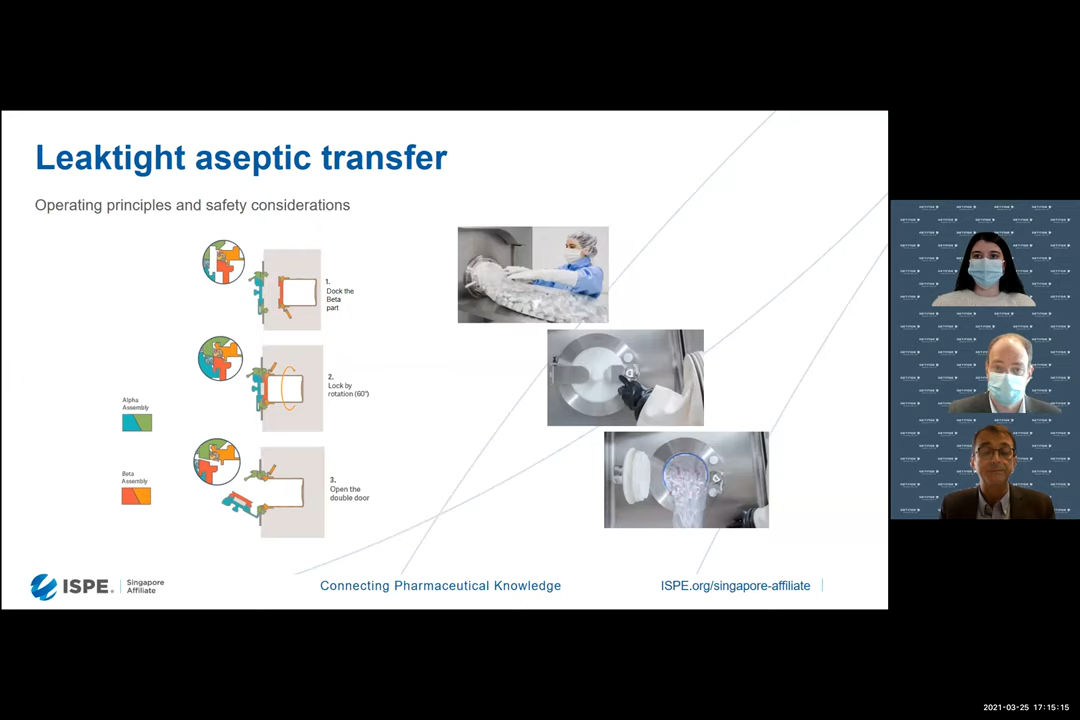 Leaktight aseptic transfer
Operating principles and safety considerations
1.
Dock the
Beta
part
2.
Lock by
rotation (60°)
Alpha
Assembly
Beta
Assembly
3.
Open the
double door
ISPE®
Singapore
Affiliate
Connecting Pharmaceutical Knowledge
ISPE.org/singapore-affiliate
2021-03-25 17:15:15